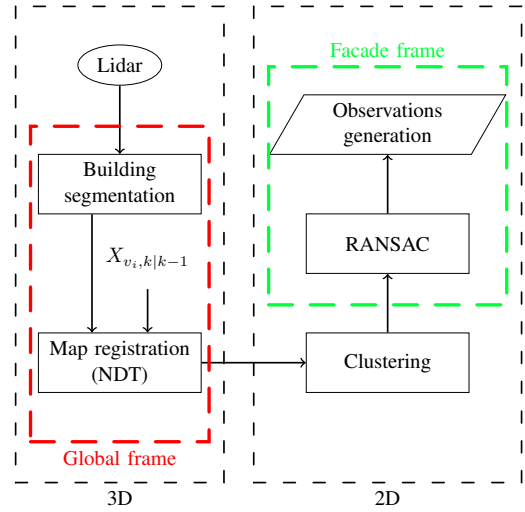 Lidar
Building
segmentation
X_{v_i,k|k−1}
Map registration
(NDT)
Global frame
3D
Facade frame
Observations
generation
RANSAC
Clustering
2D